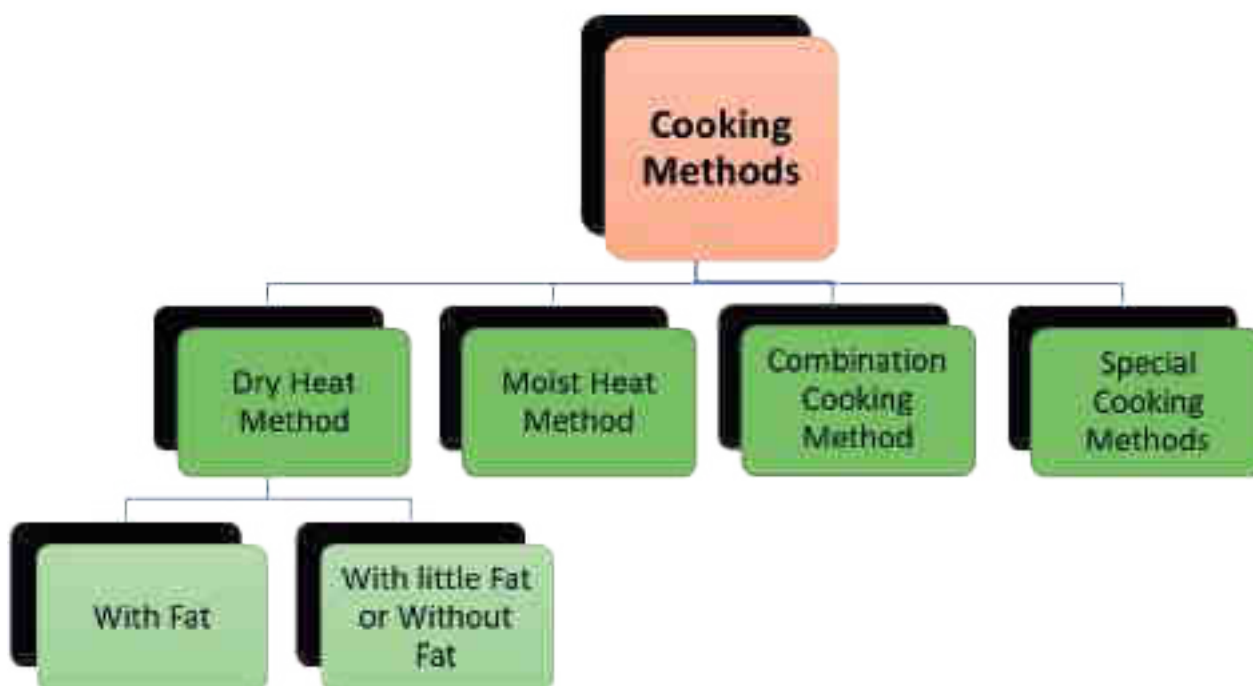 Cooking
Methods
Dry Heat
Method
Moist Heat
Method
Combination
Cooking
Method
Special
Cooking
Methods
With Fat
With little Fat
or Without
Fat